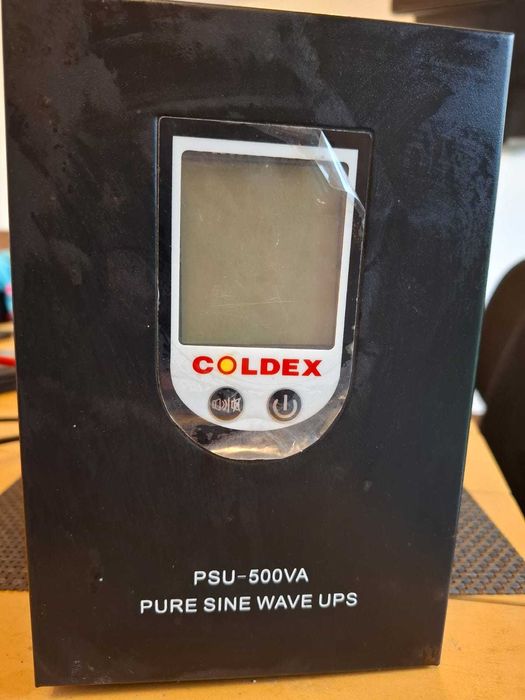 COLDEX
PSU-500VA
PURE SINE WAVE UPS